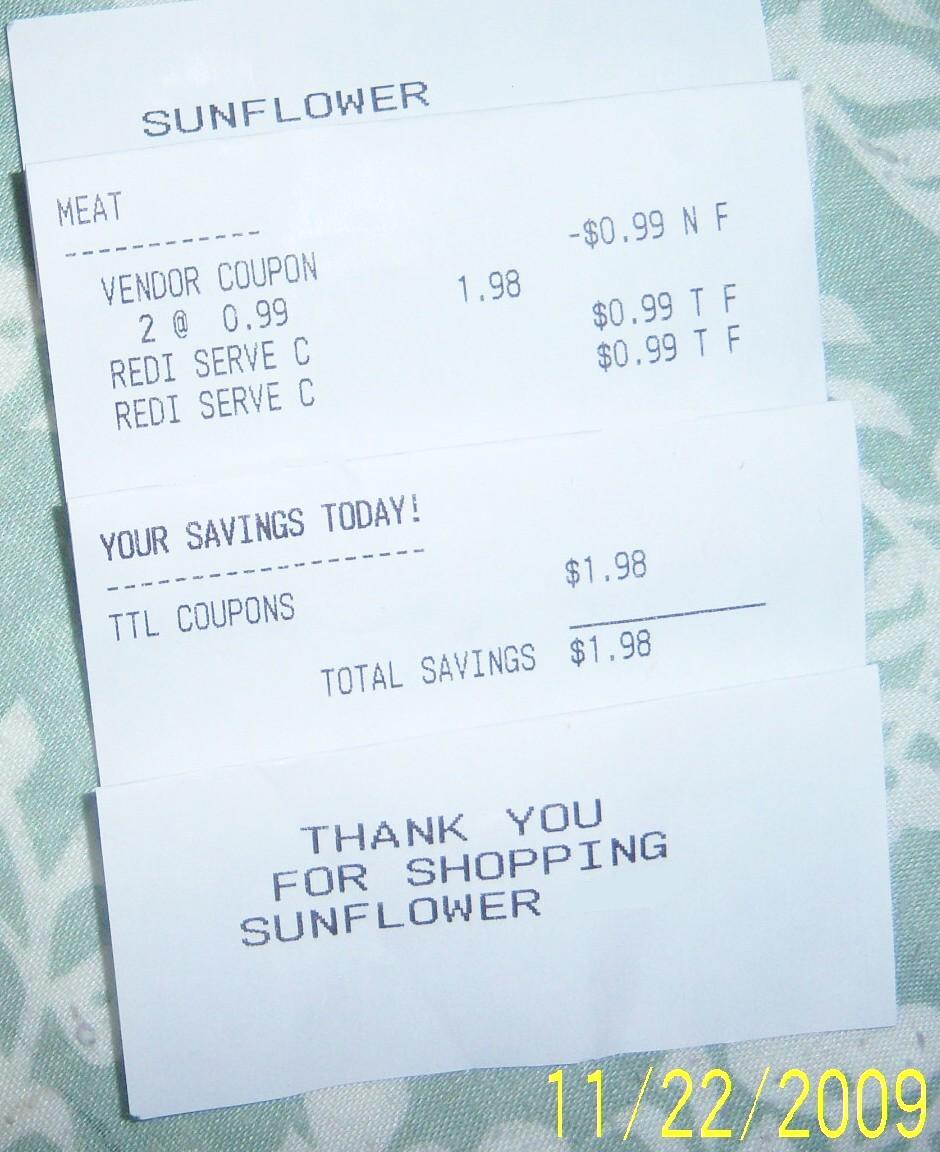 SUNFLOWER
MEAT
------------
VENDOR COUPON -$0.99 N F
2 @ 0.99 1.98
REDI SERVE C $0.99 T F
REDI SERVE C $0.99 T F
YOUR SAVINGS TODAY!
-------------------
TTL COUPONS $1.98
TOTAL SAVINGS $1.98
THANK YOU
FOR SHOPPING
SUNFLOWER
11/22/2009